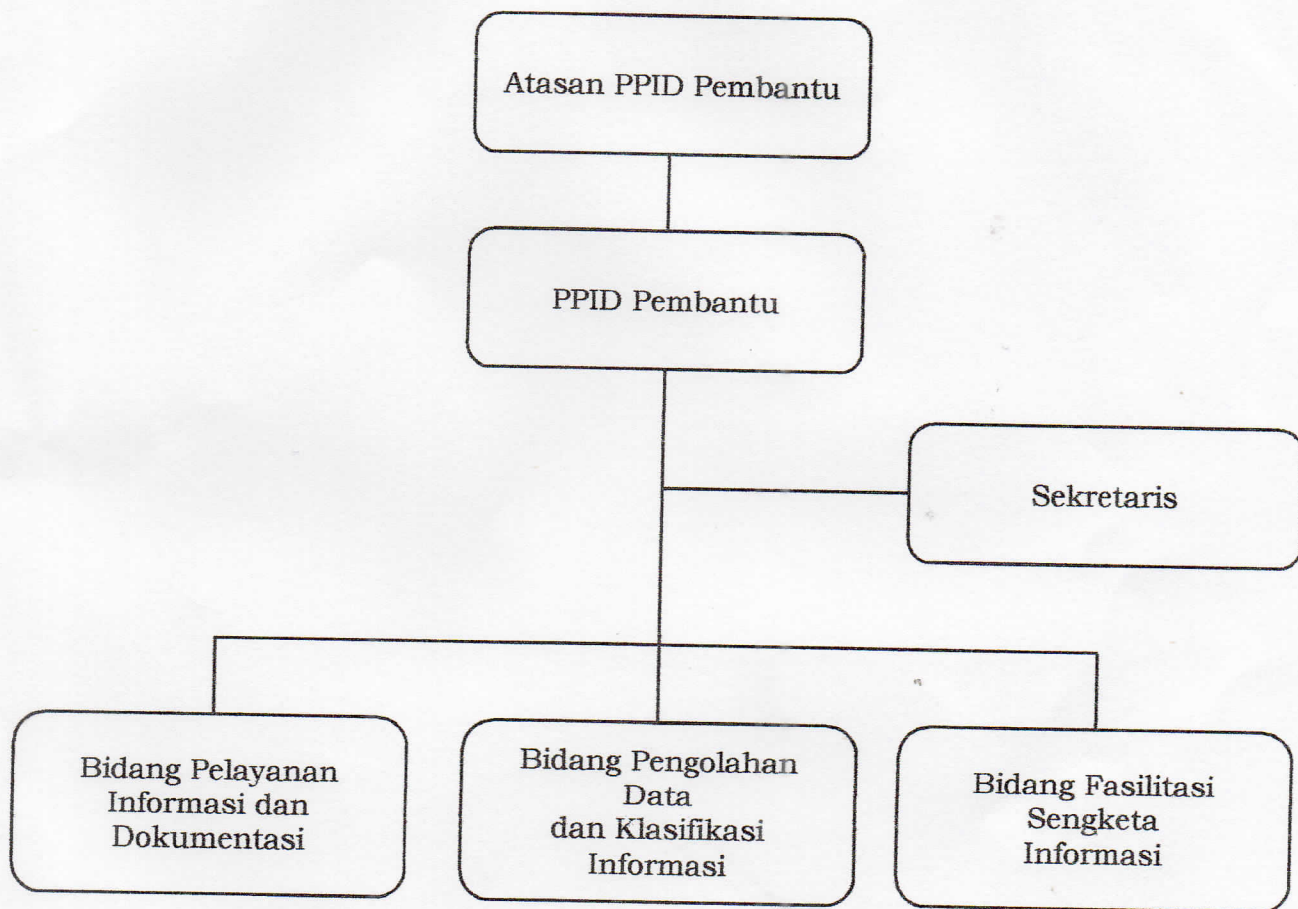 Atasan PPID Pembantu
PPID Pembantu
Sekretaris
Bidang Pelayanan
Informasi dan
Dokumentasi
Bidang Pengolahan
Data
dan Klasifikasi
Informasi
Bidang Fasilitasi
Sengketa
Informasi